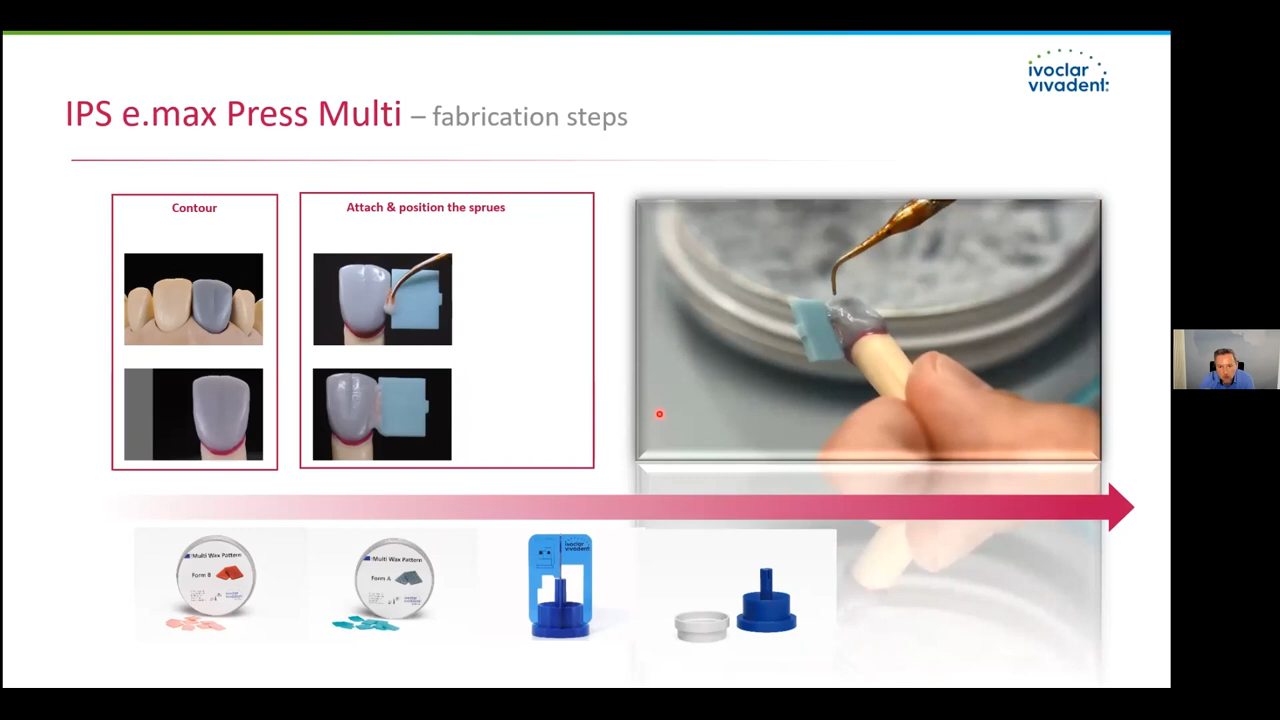 ivoclar
vivadent:
IPS e.max Press Multi – fabrication steps
Contour
Attach & position the sprues
Multi Wax Pattern
Form B
Multi Wax Pattern
Form A
ivoclar
vivadent